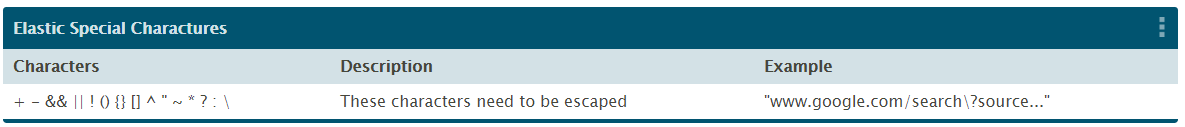 Elastic Special Charactures
Characters Description Example
+ - && || ! () {} [] ^ " ~ * ? : \ These characters need to be escaped "www.google.com/search\?source..."